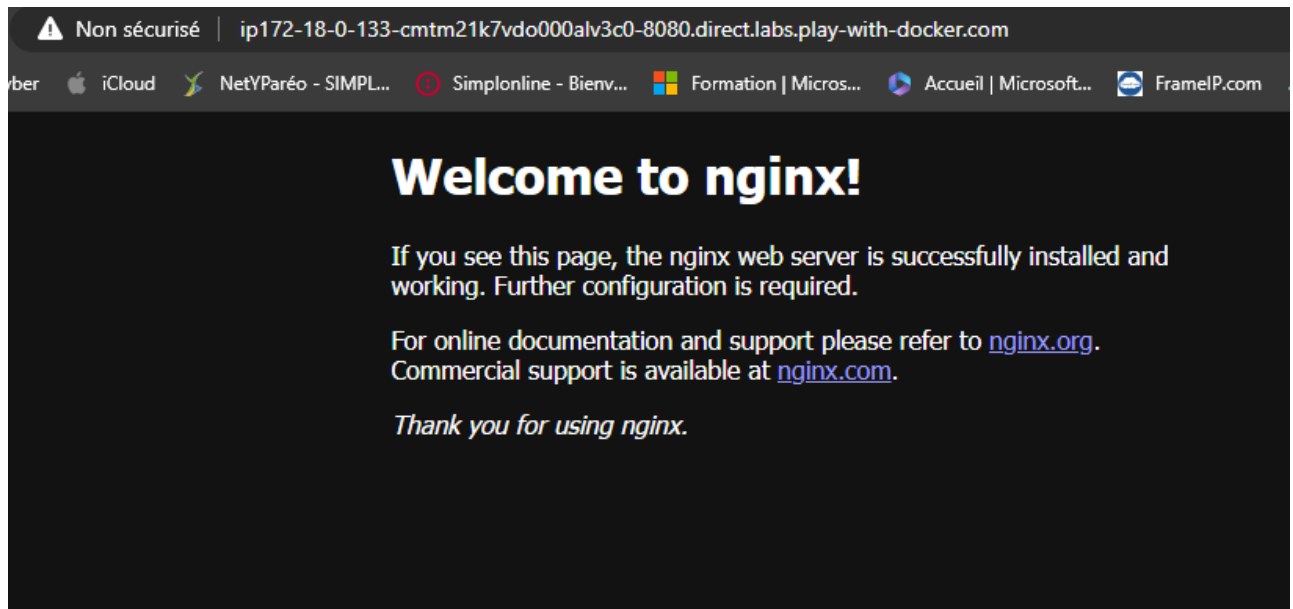 Non sécurisé | ip172-18-0-133-cmtm21k7vdo000alv3c0-8080.direct.labs.play-with-docker.com
yber iCloud NetYParéo - SIMPL... Simplonline - Bienv... Formation | Micros... Accueil | Microsoft... FrameIP.com
Welcome to nginx!
If you see this page, the nginx web server is successfully installed and
working. Further configuration is required.
For online documentation and support please refer to nginx.org.
Commercial support is available at nginx.com.
Thank you for using nginx.